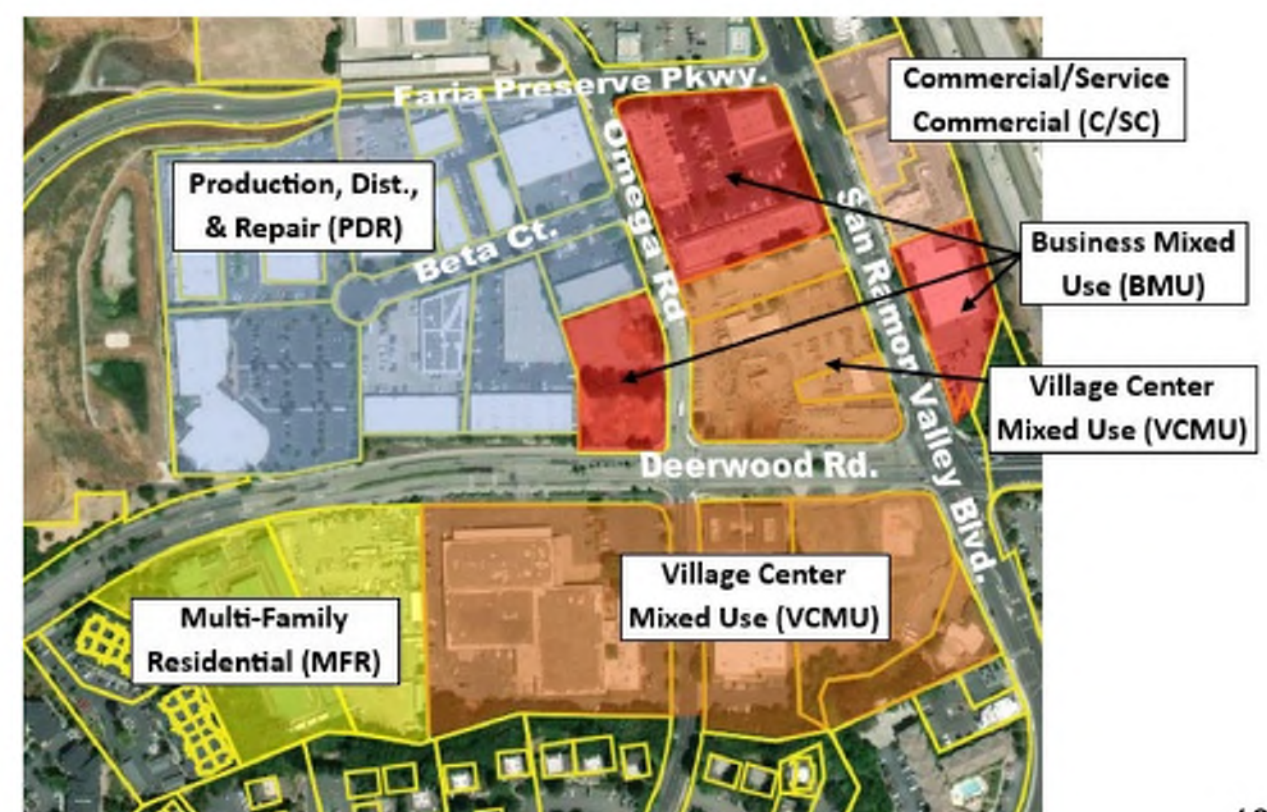 Faria Preserve Pkwy.
Commercial/Service
Commercial (C/SC)
Production, Dist.,
& Repair (PDR)
Omega Rd
Beta Ct.
San Ramon Valley Blvd.
Business Mixed
Use (BMU)
Village Center
Mixed Use (VCMU)
Deerwood Rd.
Village Center
Mixed Use (VCMU)
Multi-Family
Residential (MFR)